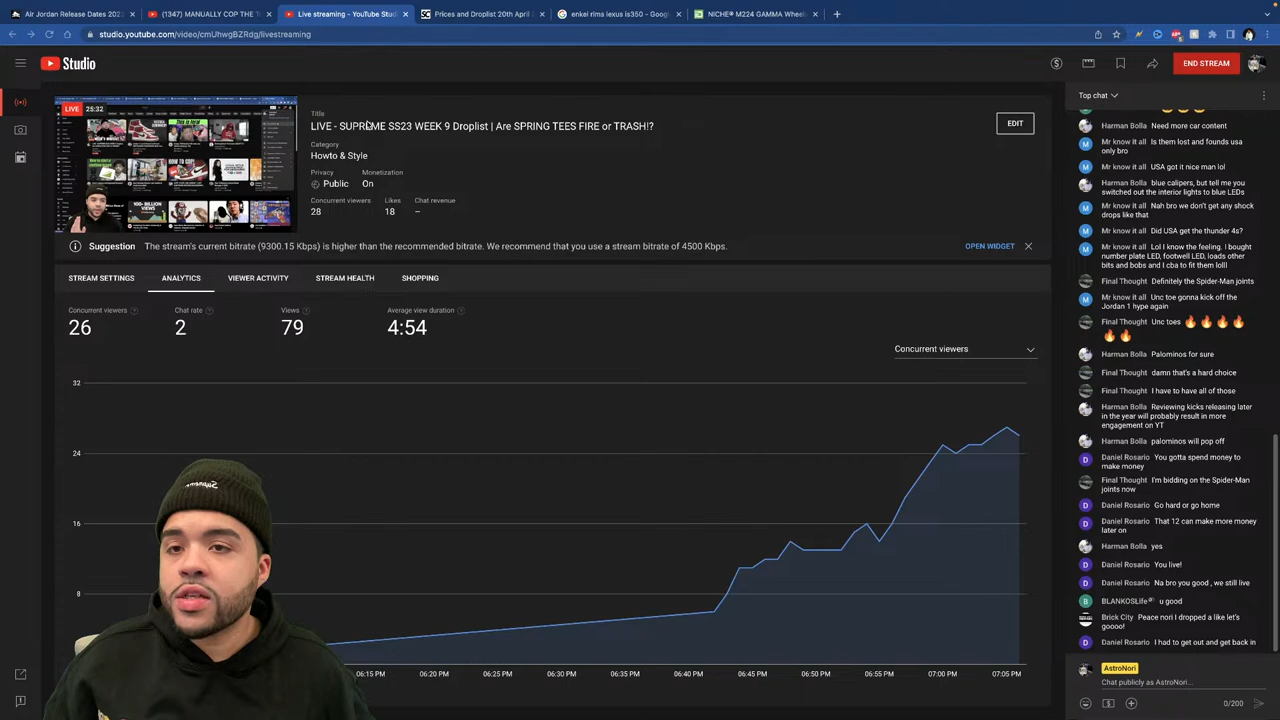 Air Jordan Release Dates 2023
(1347) MANUALLY COP THE T
Live streaming - YouTube Stud
Prices and Droplist 20th April 2
enkel rims lexus is350 - Goog
NICHE® M224 GAMMA Wheel
studio.youtube.com/video/cmUhwgBZRdg/livestreaming
Studio
END STREAM
LIVE 25:32
Title
LIVE - SUPREME SS23 WEEK 9 Droplist | Are SPRING TEES FIRE or TRASH!?
EDIT
Category
Howto & Style
Privacy Monetization
Public On
Concurrent viewers Likes Chat revenue
28 18 –
Suggestion The stream's current bitrate (9300.15 Kbps) is higher than the recommended bitrate. We recommend that you use a stream bitrate of 4500 Kbps.
OPEN WIDGET
STREAM SETTINGS ANALYTICS VIEWER ACTIVITY STREAM HEALTH SHOPPING
Concurrent viewers Chat rate Views Average view duration
26 2 79 4:54
Concurrent viewers
32
24
16
8
06:15 PM 06:20 PM 06:25 PM 06:30 PM 06:35 PM 06:40 PM 06:45 PM 06:50 PM 06:55 PM 07:00 PM 07:05 PM
Supreme
Top chat
Harman Bolla Need more car content
Mr know it all Is them lost and founds usa
only bro
Mr know it all USA got it nice man lol
Harman Bolla blue calipers, but tell me you
switched out the interior lights to blue LEDs
Mr know it all Nah bro we don't get any shock
drops like that
Mr know it all Did USA get the thunder 4s?
Mr know it all Lol I know the feeling. I bought
number plate LED, footwell LED, loads other
bits and bobs and I cba to fit them lolll
Final Thought Definitely the Spider-Man joints
Mr know it all Unc toe gonna kick off the
Jordan 1 hype again
Final Thought Unc toes 🔥 🔥 🔥 🔥
🔥 🔥
Harman Bolla Palominos for sure
Final Thought damn that's a hard choice
Final Thought I have to have all of those
Harman Bolla Reviewing kicks releasing later
in the year will probably result in more
engagement on YT
Harman Bolla palominos will pop off
Daniel Rosario You gotta spend money to
make money
Final Thought I'm bidding on the Spider-Man
joints now
Daniel Rosario Go hard or go home
Daniel Rosario That 12 can make more money
later on
Harman Bolla yes
Daniel Rosario You live!
Daniel Rosario Na bro you good , we still live
BLANKOSLife u good
Brick City Peace nori I dropped a like let's
goooo!
Daniel Rosario I had to get out and get back in
AstroNori
Chat publicly as AstroNori...
0/200